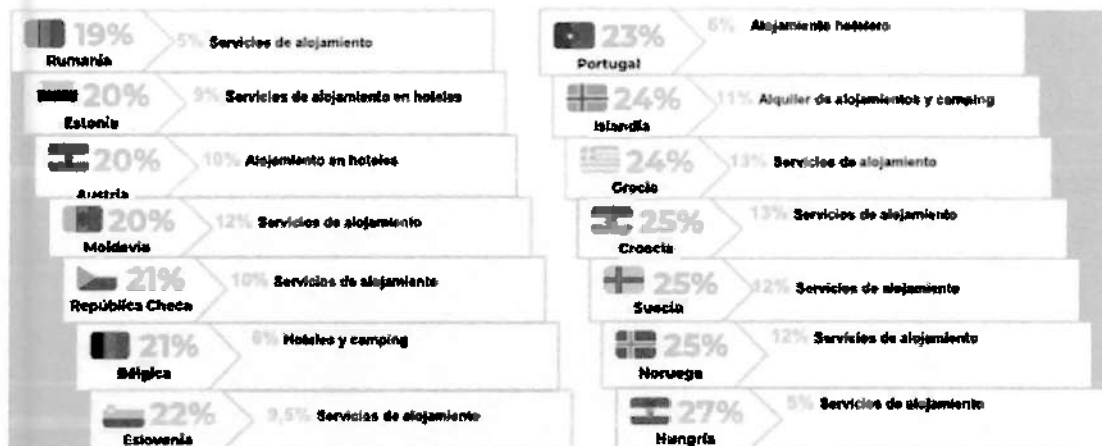 19%
Rumanía
5% Servicios de alojamiento
20%
Estonia
9% Servicios de alojamiento en hoteles
20%
Austria
10% Alojamiento en hoteles
20%
Moldavia
12% Servicios de alojamiento
21%
República Checa
10% Servicios de alojamiento
21%
Bélgica
6% Hoteles y camping
22%
Eslovenia
9,5% Servicios de alojamiento
23%
Portugal
6% Alojamiento hotelero
24%
Islandia
11% Alquiler de alojamientos y camping
24%
Grecia
13% Servicios de alojamiento
25%
Croacia
13% Servicios de alojamiento
25%
Suecia
12% Servicios de alojamiento
25%
Noruega
12% Servicios de alojamiento
27%
Hungría
5% Servicios de alojamiento